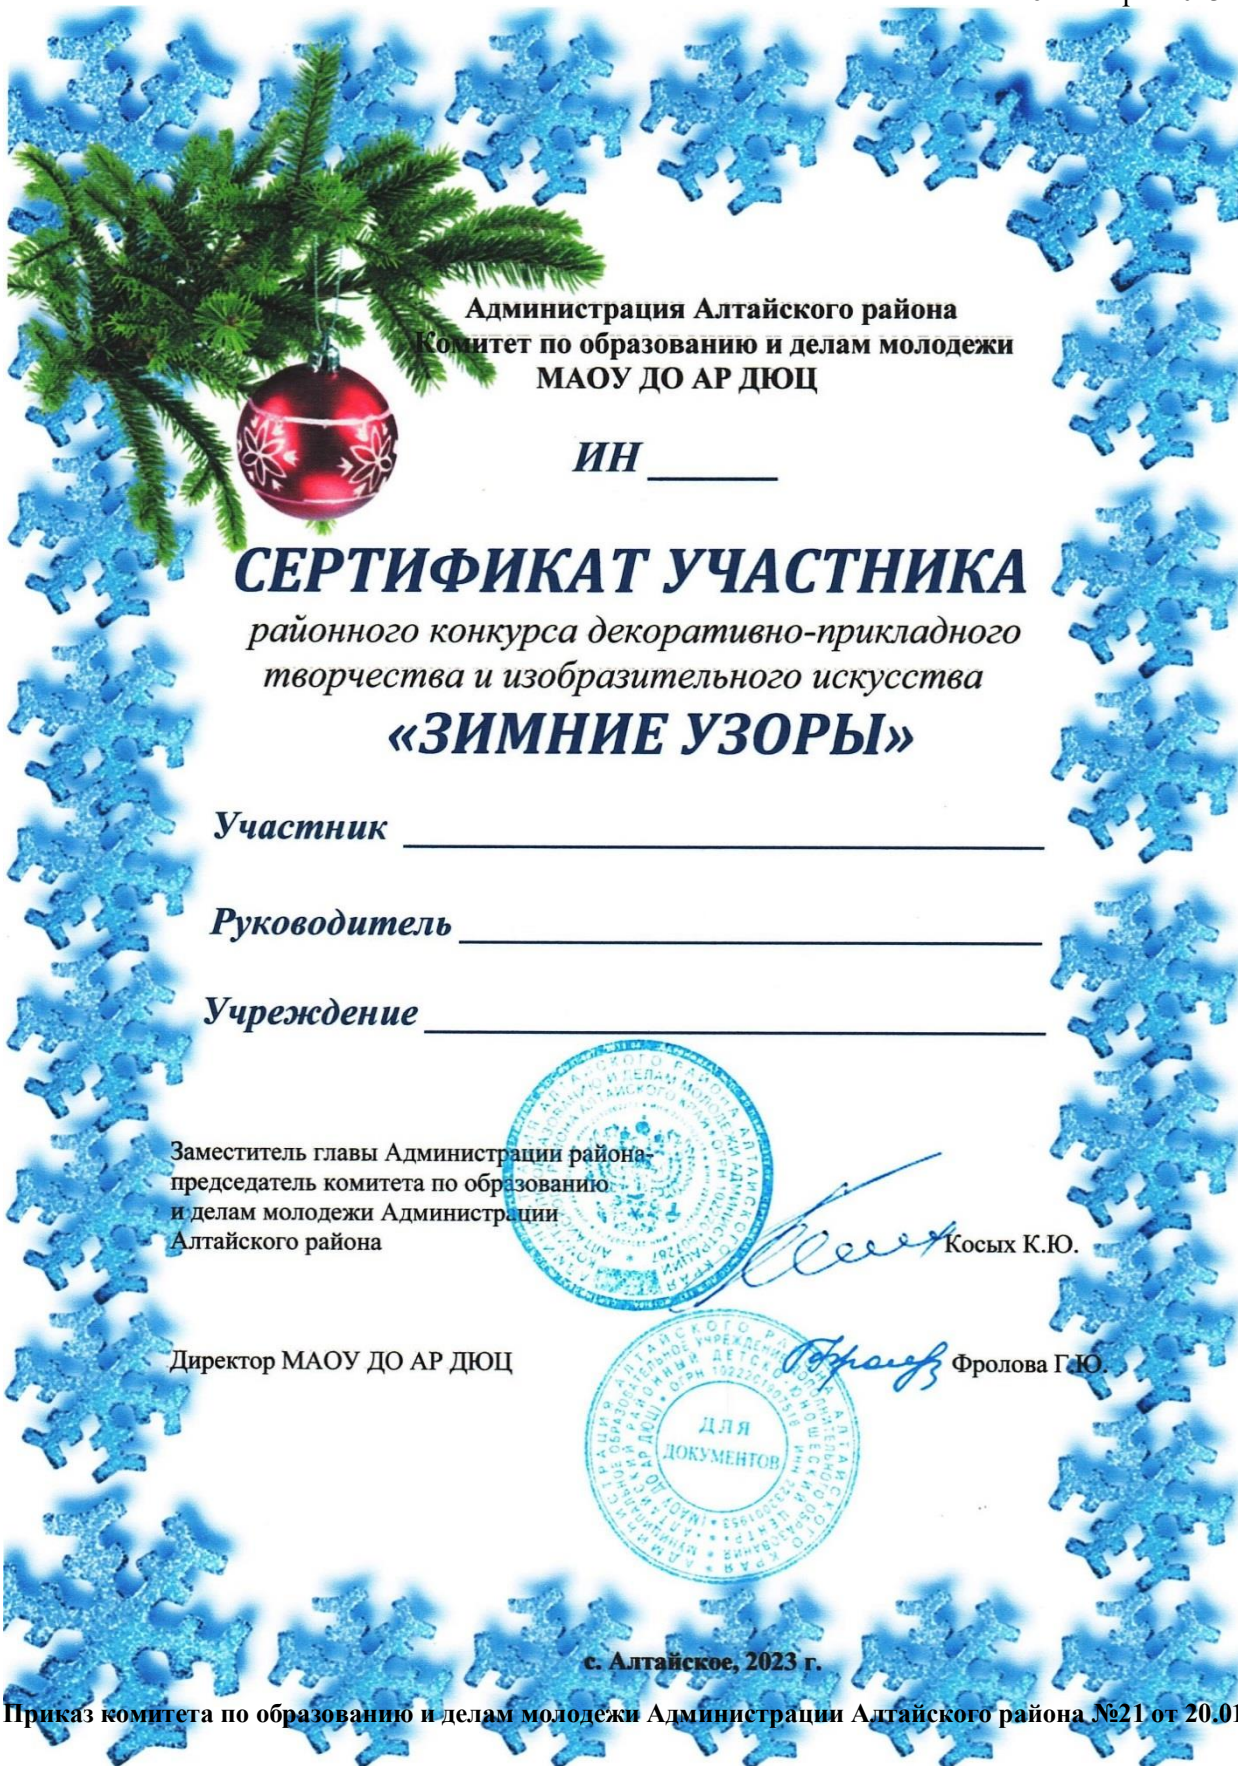 Администрация Алтайского района
Комитет по образованию и делам молодежи
МАОУ ДО АР ДЮЦ
ИН ______
СЕРТИФИКАТ УЧАСТНИКА
районного конкурса декоративно-прикладного
творчества и изобразительного искусства
«ЗИМНИЕ УЗОРЫ»
Участник
Руководитель
Учреждение
Заместитель главы Администрации района-
председатель комитета по образованию
и делам молодежи Администрации
Алтайского района
Косых К.Ю.
Директор МАОУ ДО АР ДЮЦ
Фролова Г.Ю.
ДЛЯ
ДОКУМЕНТОВ
с. Алтайское, 2023 г.
Приказ комитета по образованию и делам молодежи Администрации Алтайского района №21 от 20.01